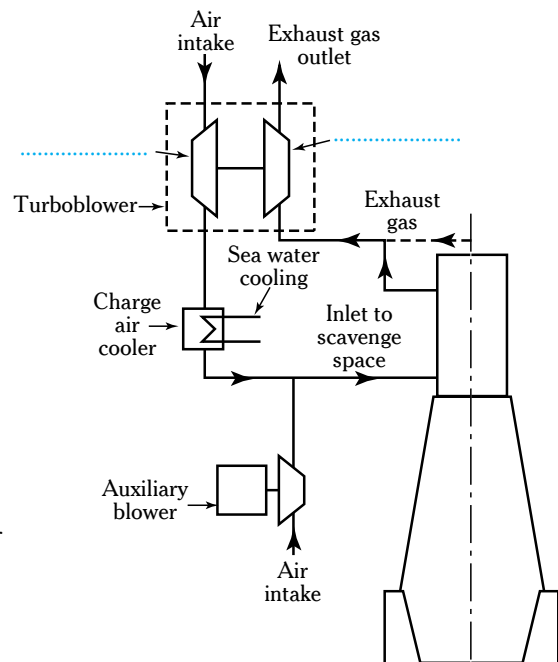 Air
intake
Exhaust gas
outlet
Turboblower
Exhaust
gas
Sea water
cooling
Charge
air
cooler
Inlet to
scavenge
space
Auxiliary
blower
Air
intake